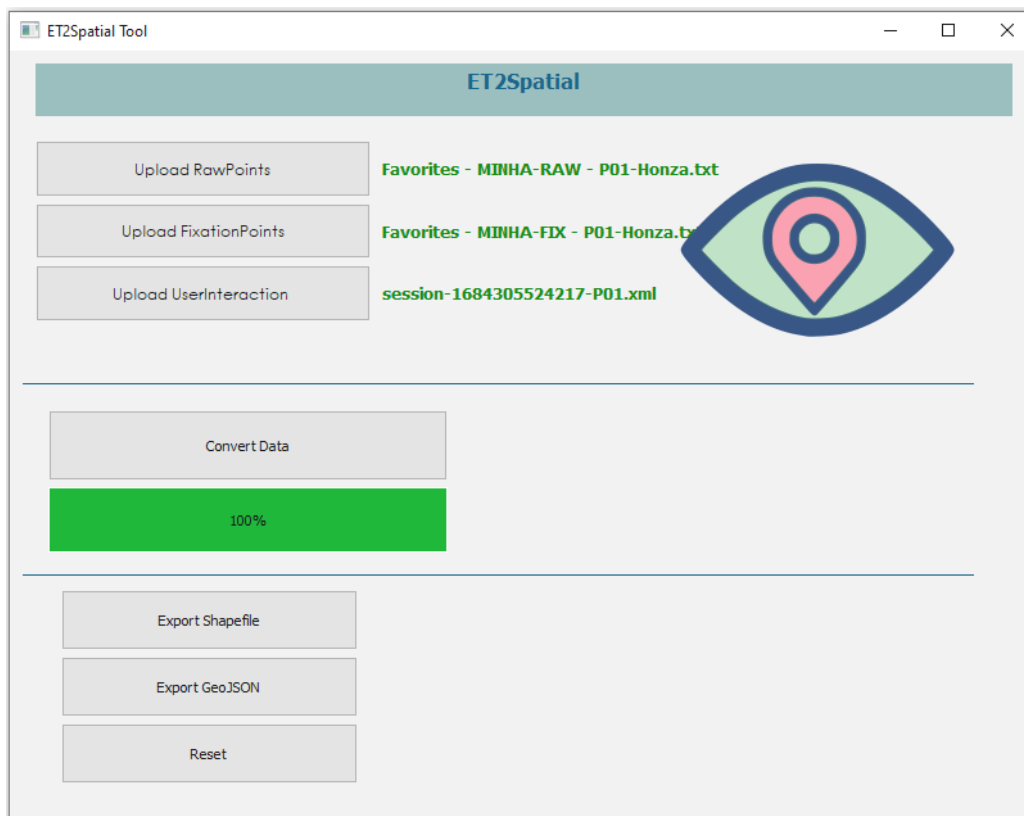 ET2Spatial Tool
ET2Spatial
Upload RawPoints Favorites - MINHA-RAW - P01-Honza.txt
Upload FixationPoints Favorites - MINHA-FIX - P01-Honza.tx
Upload UserInteraction session-1684305524217-P01.xml
Convert Data
100%
Export Shapefile
Export GeoJSON
Reset